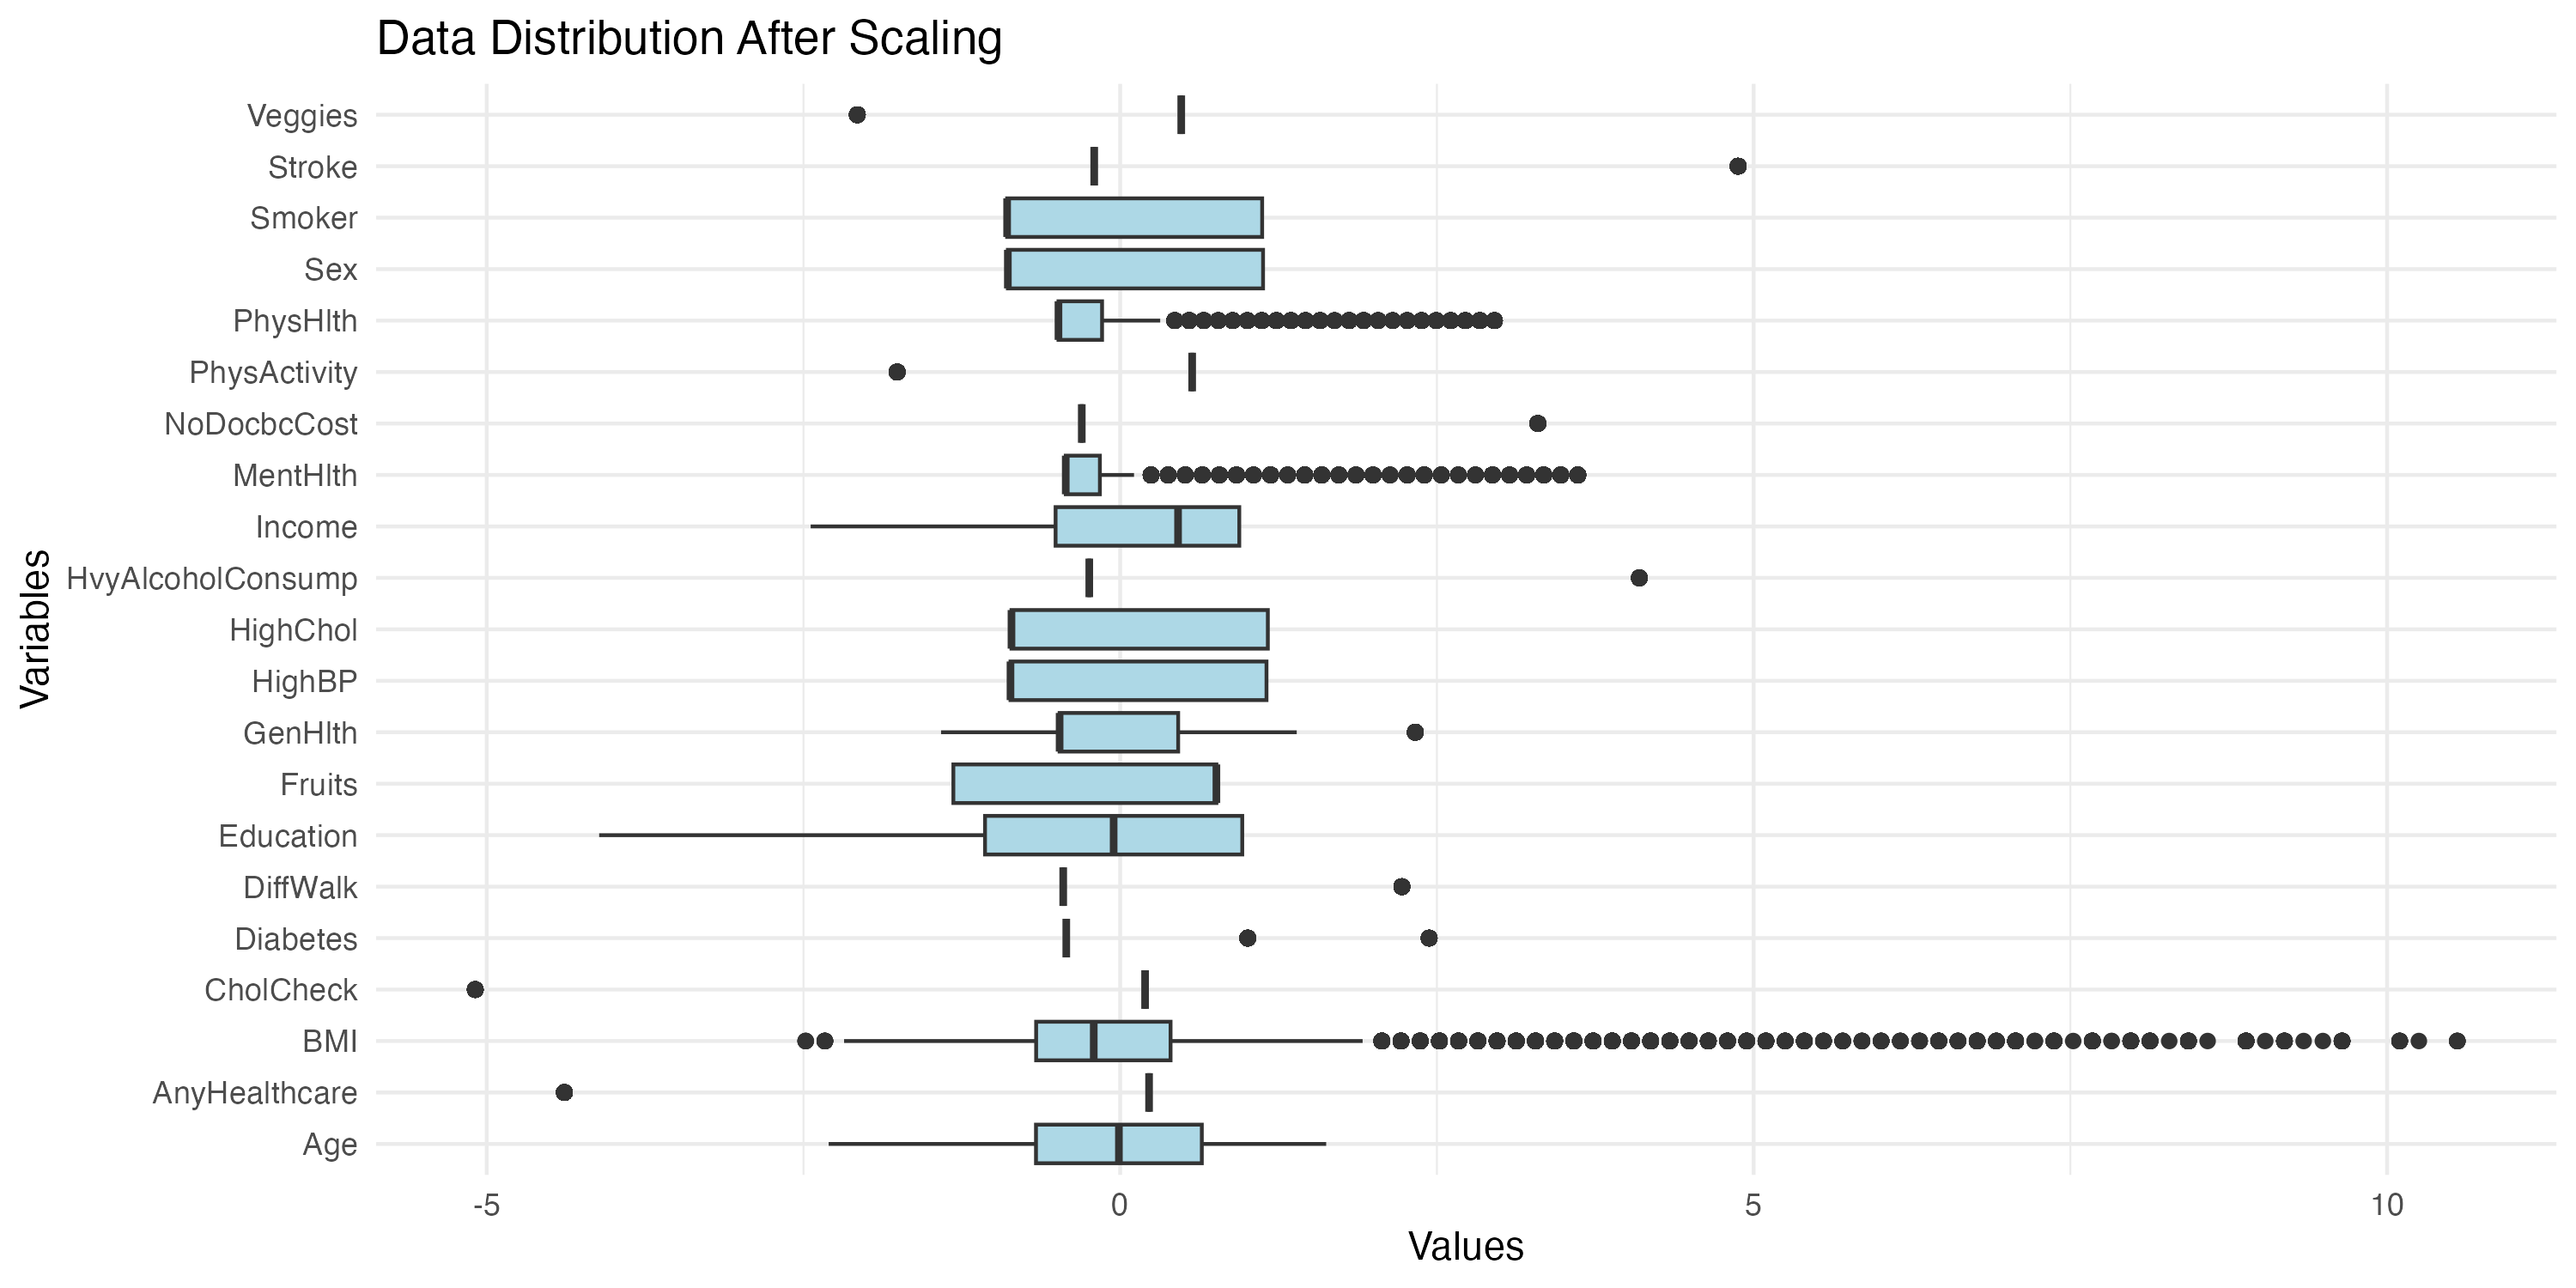 Data Distribution After Scaling
Variables
Veggies
Stroke
Smoker
Sex
PhysHlth
PhysActivity
NoDocbcCost
MentHlth
Income
HvyAlcoholConsump
HighChol
HighBP
GenHlth
Fruits
Education
DiffWalk
Diabetes
CholCheck
BMI
AnyHealthcare
Age
-5 0 5 10
Values